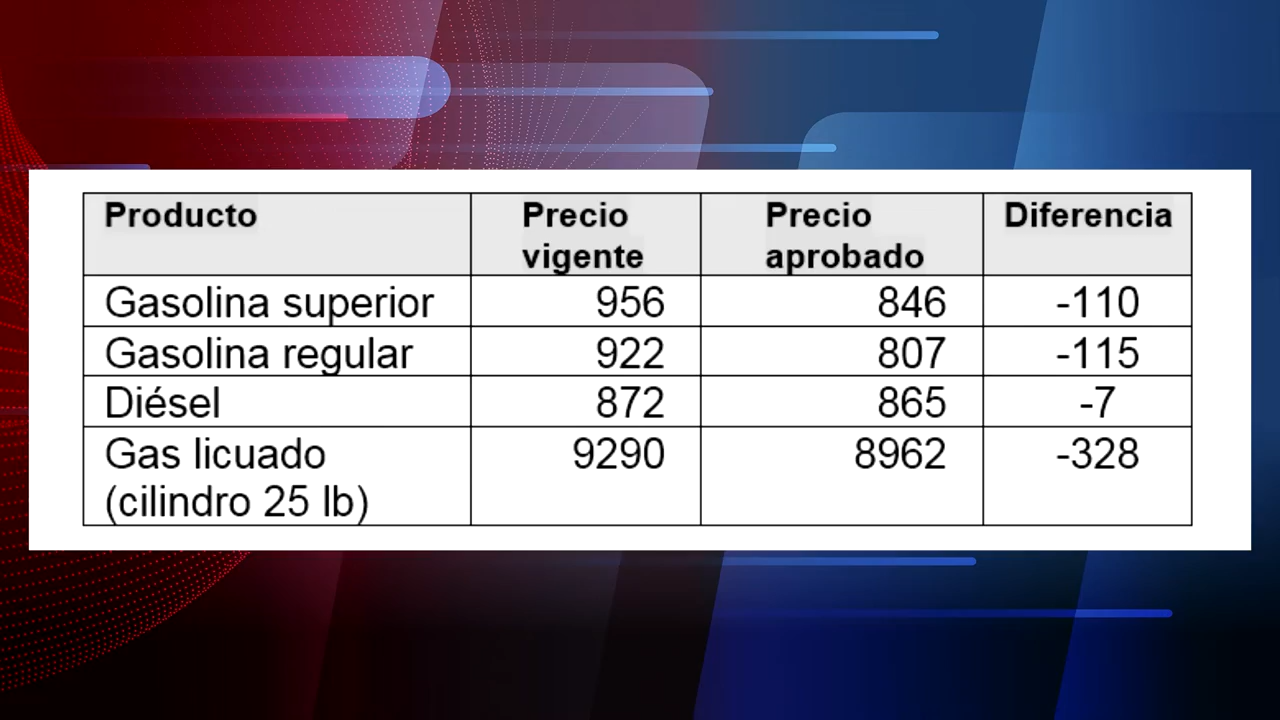 Producto Precio vigente Precio aprobado Diferencia
Gasolina superior 956 846 -110
Gasolina regular 922 807 -115
Diésel 872 865 -7
Gas licuado 9290 8962 -328
(cilindro 25 lb)